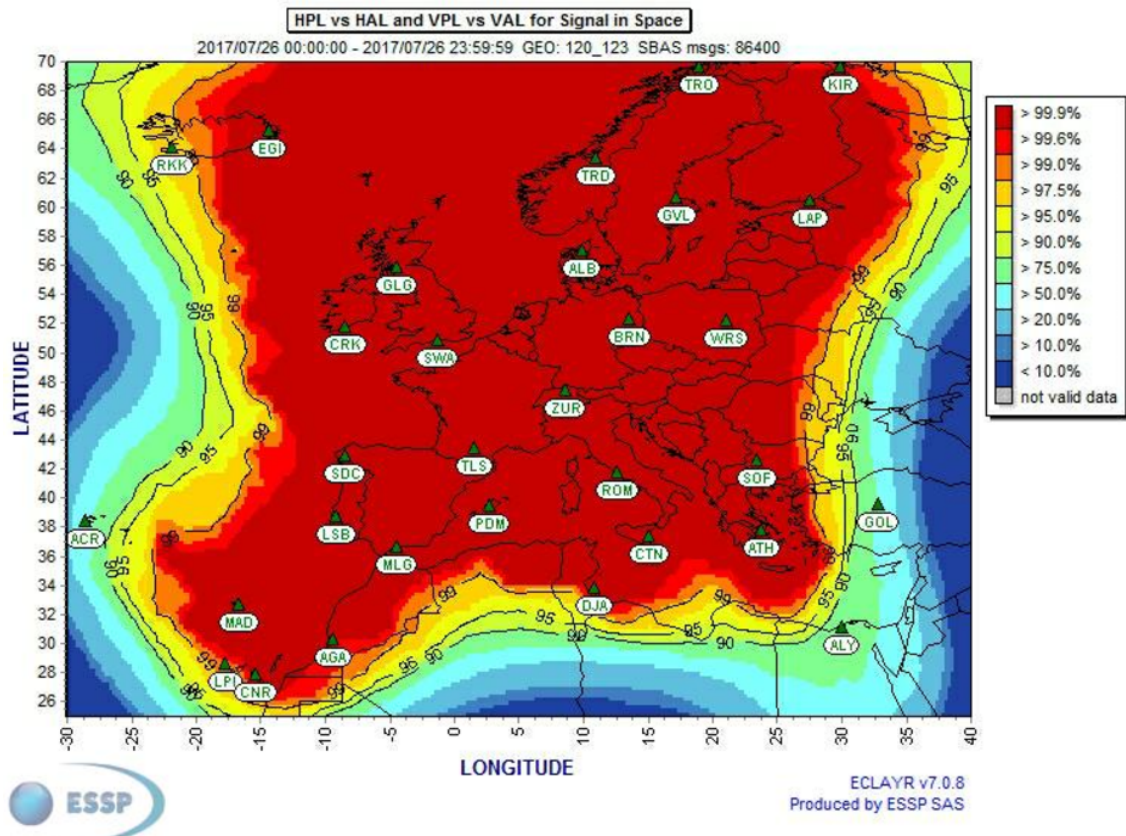 HPL vs HAL and VPL vs VAL for Signal in Space
2017/07/26 00:00:00 - 2017/07/26 23:59:59 GEO: 120_123 SBAS msgs: 86400
LATITUDE
70
68
66
64
62
60
58
56
54
52
50
48
46
44
42
40
38
36
34
32
30
28
26
TRO
KIR
EGI
RKK
TRD
GVL
LAP
ALB
GLG
BRN
WRS
CRK
SWA
ZUR
TLS
SDC
SOF
ROM
PDM
GOL
ACR
LSB
ATH
CTN
MLG
DJA
MAD
ALY
AGA
LPI
CNR
99
95
90
-30
-25
-20
-15
-10
-5
0
5
10
15
20
25
30
35
40
LONGITUDE
> 99.9%
> 99.6%
> 99.0%
> 97.5%
> 95.0%
> 90.0%
> 75.0%
> 50.0%
> 20.0%
> 10.0%
< 10.0%
not valid data
ESSP
ECLAYR v7.0.8
Produced by ESSP SAS